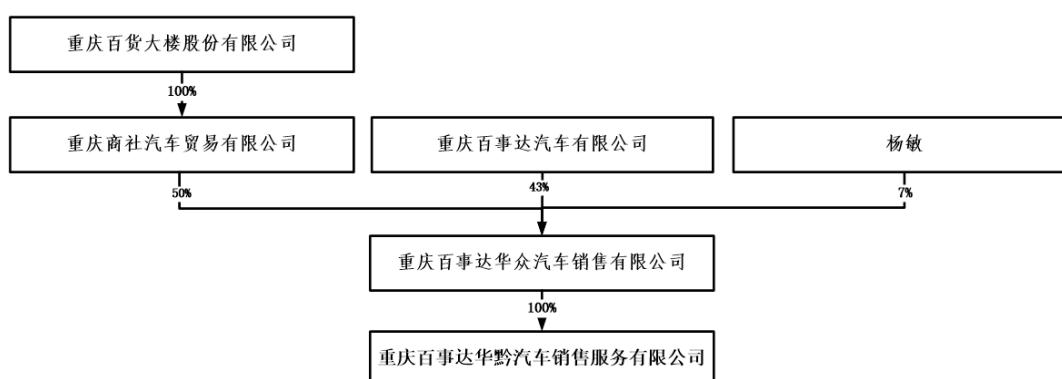 重庆百货大楼股份有限公司
100%
重庆商社汽车贸易有限公司
重庆百事达汽车有限公司
杨敏
50%
43%
7%
重庆百事达华众汽车销售有限公司
100%
重庆百事达华黔汽车销售服务有限公司